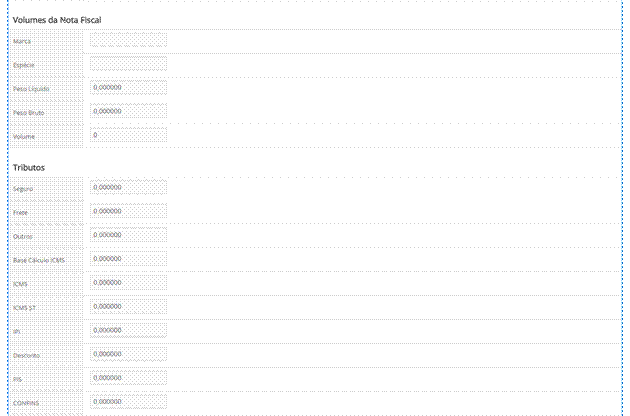 Volumes da Nota Fiscal
Marca
Espécie
Peso Líquido 0,000000
Peso Bruto 0,000000
Volume 0
Tributos
Seguro 0,000000
Frete 0,000000
Outros 0,000000
Base Cálculo ICMS 0,000000
ICMS 0,000000
ICMS ST 0,000000
IPI 0,000000
Desconto 0,000000
PIS 0,000000
CONFINS 0,000000